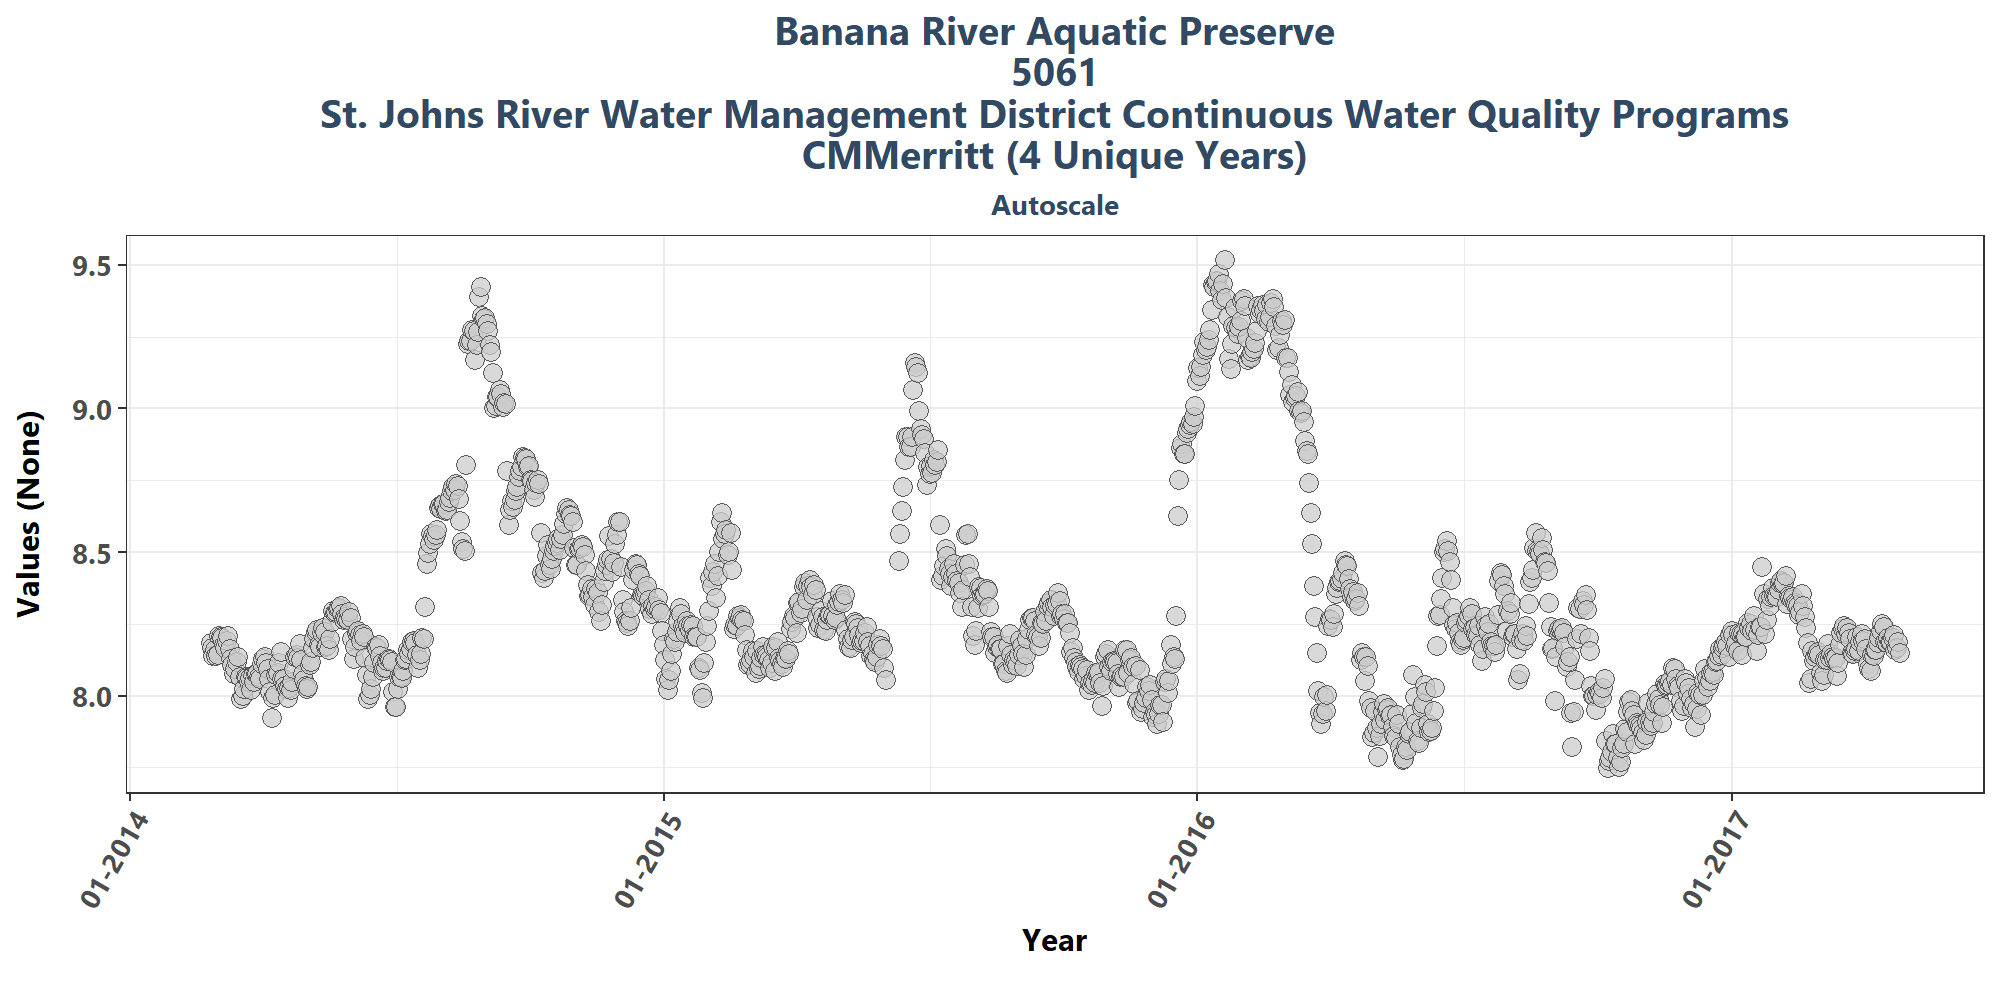 Banana River Aquatic Preserve
5061
St. Johns River Water Management District Continuous Water Quality Programs
CMMerritt (4 Unique Years)
Autoscale
Values (None)
9.5
9.0
8.5
8.0
01-2014
01-2015
01-2016
01-2017
Year